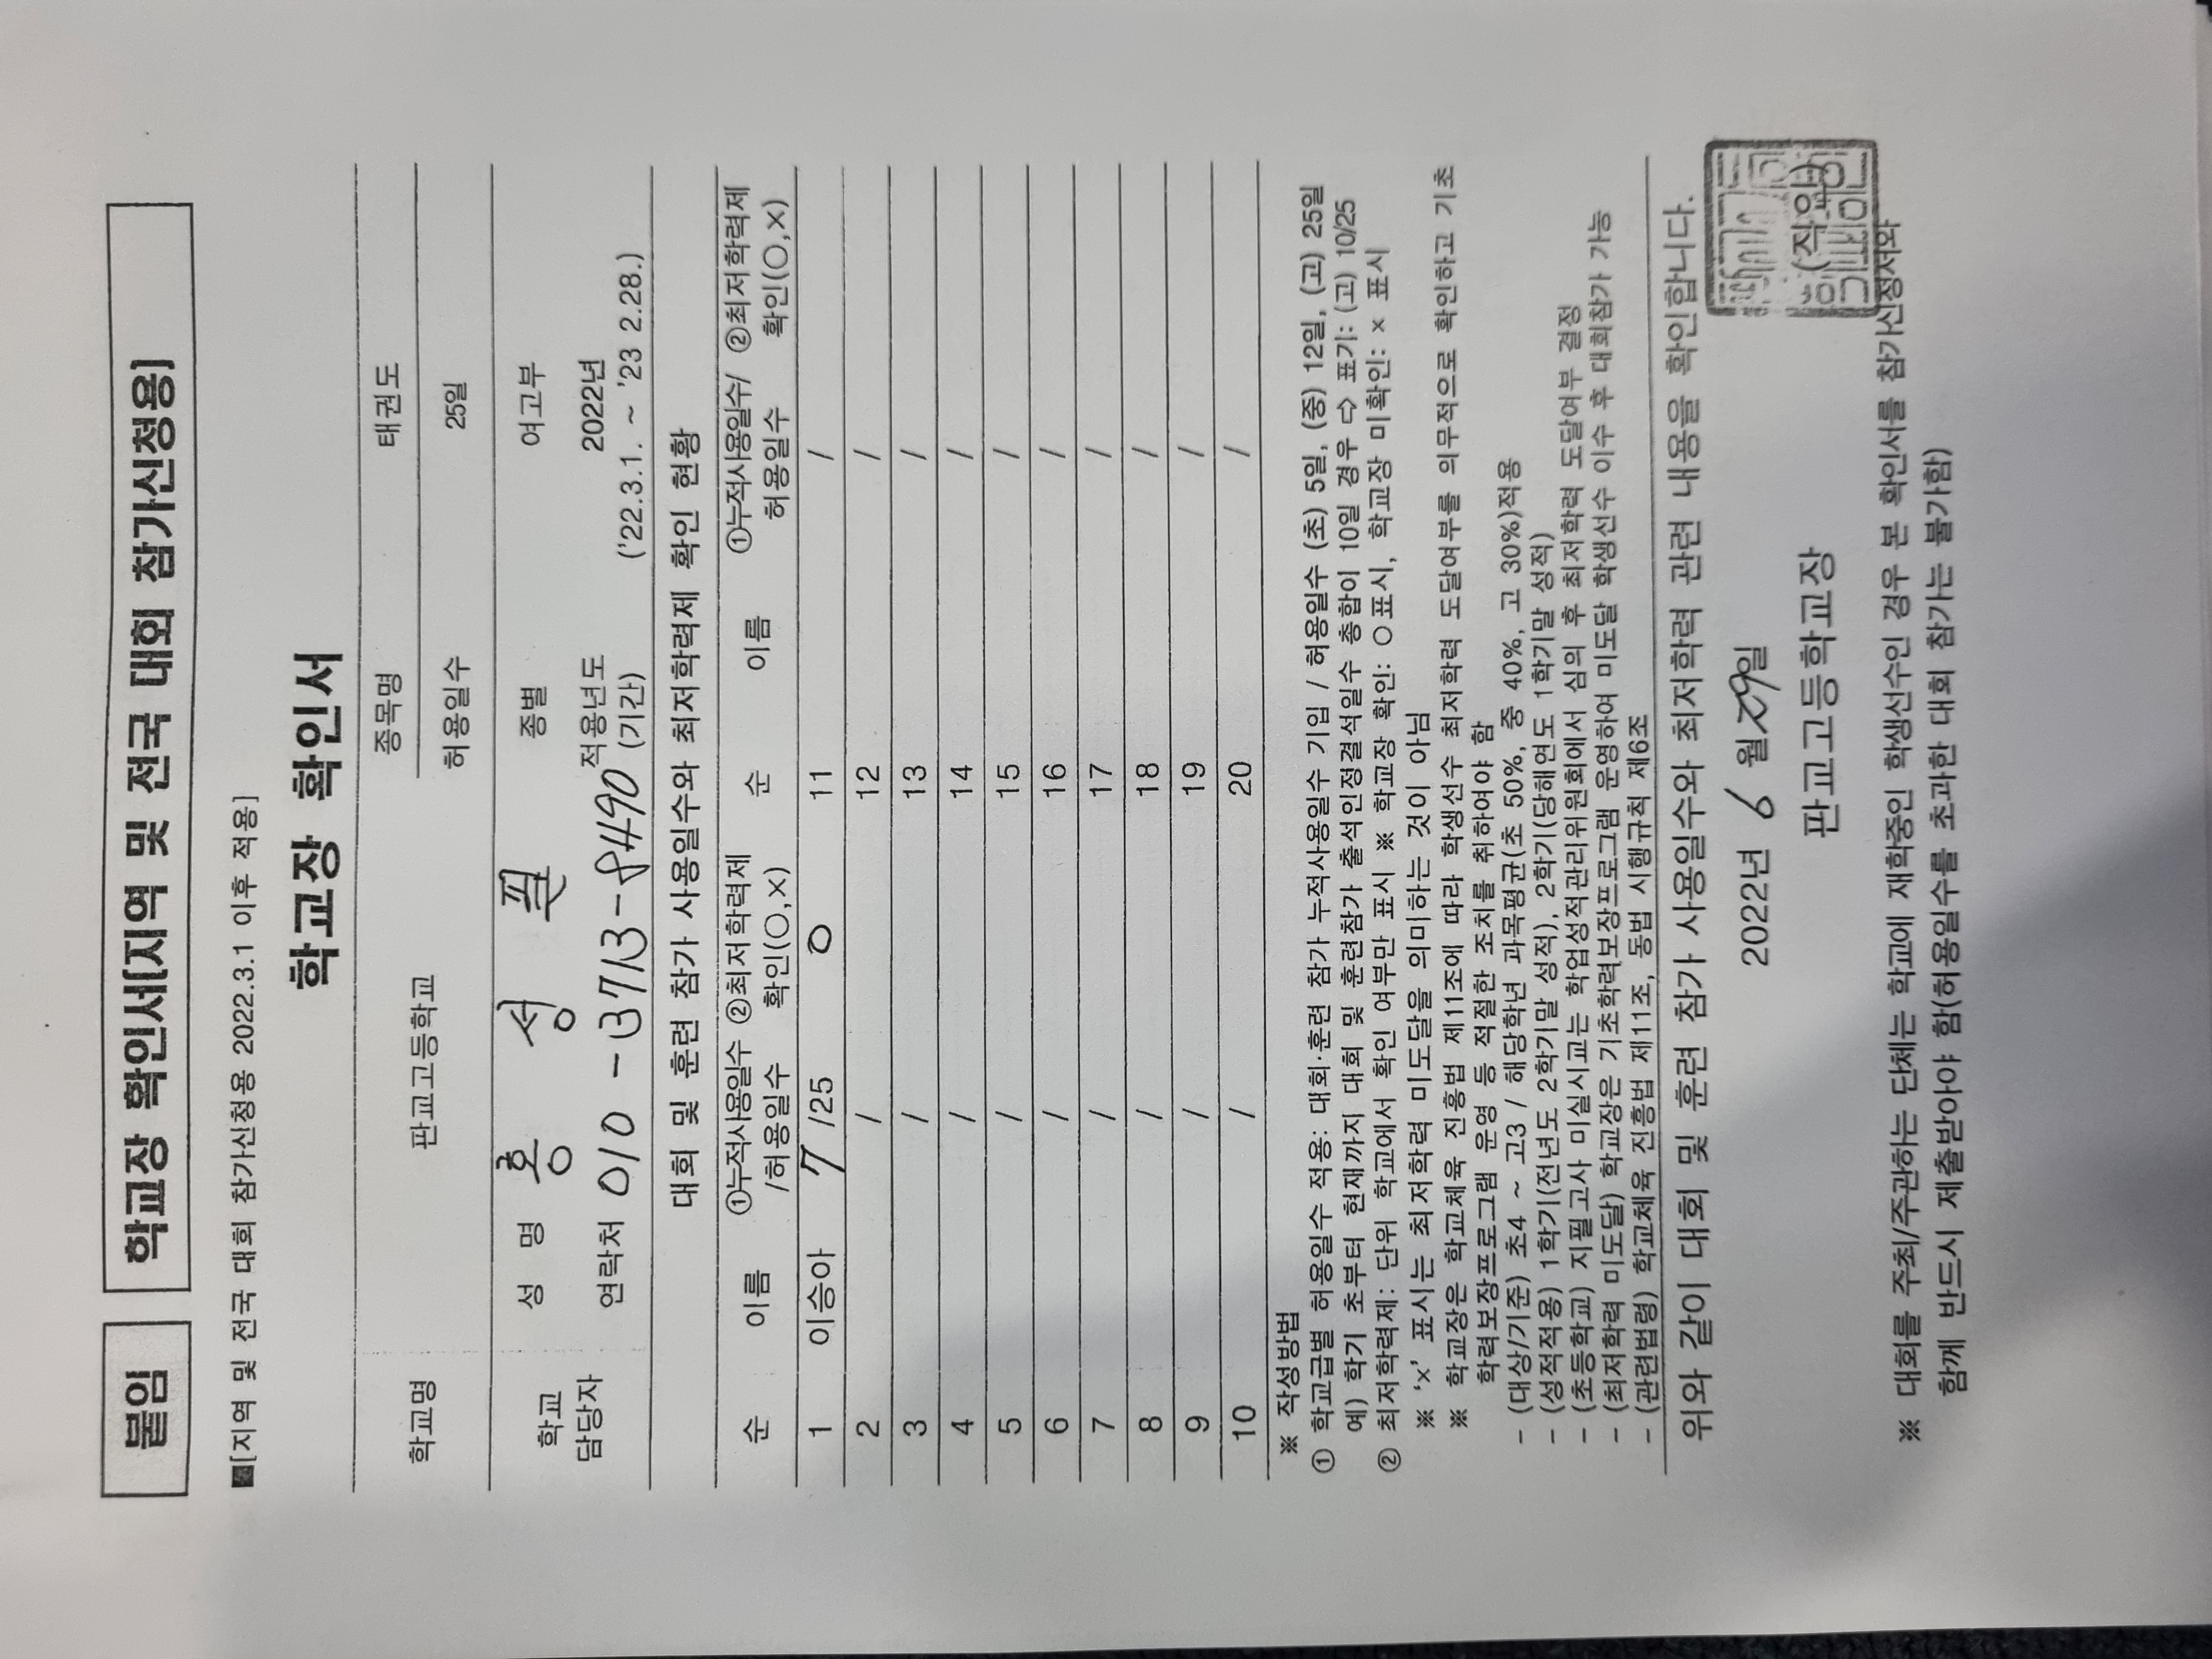 붙임 학교장 확인서[지역 및 전국 대회 참가신청용]
■[지역 및 전국 대회 참가신청용 2022.3.1 이후 적용]
학교장 확인서
학교명 판교고등학교 종목명 태권도
허용일수 25일
학교 담당자 성 명 홍 성 필 종별 여고부
연락처 010-3713-8490 적용년도 (기간) 2022년 ('22.3.1. ~ '23 2.28.)
대회 및 훈련 참가 사용일수와 최저학력제 확인 현황
순 이름 ①누적사용일수 /허용일수 ②최저학력제 확인(○,×) 순 이름 ①누적사용일수/ 허용일수 ②최저학력제 확인(○,×)
1 이승아 7 /25 O 11 /
2 / 12 /
3 / 13 /
4 / 14 /
5 / 15 /
6 / 16 /
7 / 17 /
8 / 18 /
9 / 19 /
10 / 20 /
※ 작성방법
① 학교급별 허용일수 적용: 대회·훈련 참가 누적사용일수 기입 / 허용일수 (초) 5일, (중) 12일, (고) 25일
예) 학기 초부터 현재까지 대회 및 훈련참가 출석인정결석일수 총합이 10일 경우 ⇨ 표기: (고) 10/25
② 최저학력제: 단위 학교에서 확인 여부만 표시 ※ 학교장 확인: ○표시, 학교장 미확인: × 표시
※ '×' 표시는 최저학력 미도달을 의미하는 것이 아님
※ 학교장은 학교체육 진흥법 제11조에 따라 학생선수 최저학력 도달여부를 의무적으로 확인하고 기초
학력보장프로그램 운영 등 적절한 조치를 취하여야 함
- (대상/기준) 초4 ~ 고3 / 해당학년 과목평균(초 50%, 중 40%, 고 30%)적용
- (성적적용) 1학기(전년도 2학기말 성적), 2학기(당해연도 1학기말 성적)
- (초등학교) 지필고사 미실시교는 학업성적관리위원회에서 심의 후 최저학력 도달여부 결정
- (최저학력 미도달) 학교장은 기초학력보장프로그램 운영하여 미도달 학생선수 이수 후 대회참가 가능
- (관련법령) 학교체육 진흥법 제11조, 동법 시행규칙 제6조
위와 같이 대회 및 훈련 참가 사용일수와 최저학력 관련 내용을 확인합니다.
2022년 6 월 29일
판교고등학교장 (직인)
※ 대회를 주최/주관하는 단체는 학교에 재학중인 학생선수인 경우 본 확인서를 참가신청서와
함께 반드시 제출받아야 함(허용일수를 초과한 대회 참가는 불가함)